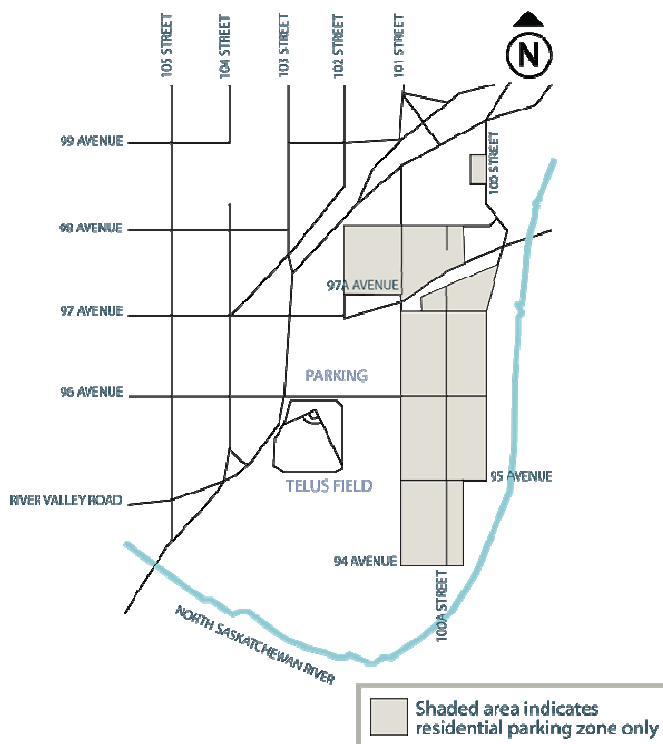 105 STREET
104 STREET
103 STREET
102 STREET
101 STREET
N
99 AVENUE
100 STREET
98 AVENUE
97A AVENUE
97 AVENUE
PARKING
96 AVENUE
95 AVENUE
TELUS FIELD
RIVER VALLEY ROAD
94 AVENUE
100A STREET
NORTH SASKATCHEWAN RIVER
Shaded area indicates
residential parking zone only